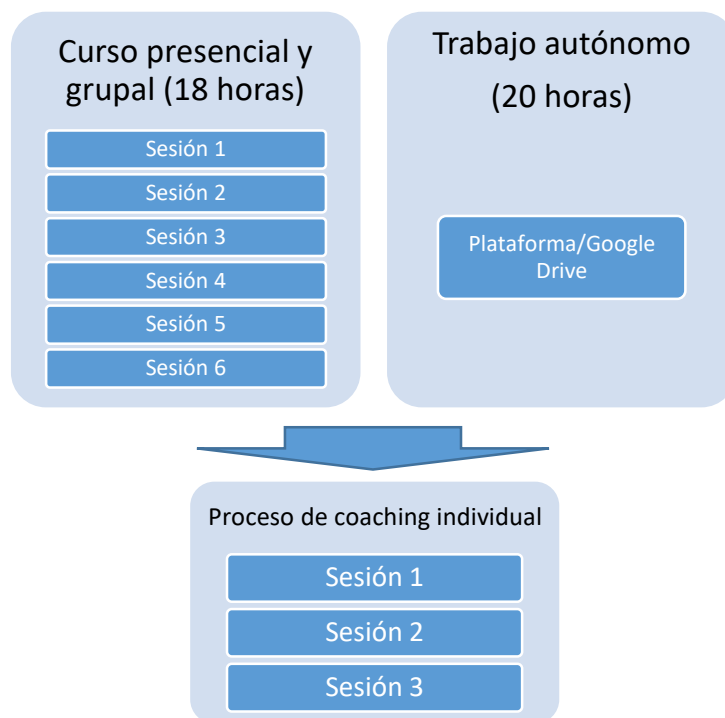 Curso presencial y
grupal (18 horas)
Sesión 1
Sesión 2
Sesión 3
Sesión 4
Sesión 5
Sesión 6
Trabajo autónomo
(20 horas)
Plataforma/Google
Drive
Proceso de coaching individual
Sesión 1
Sesión 2
Sesión 3